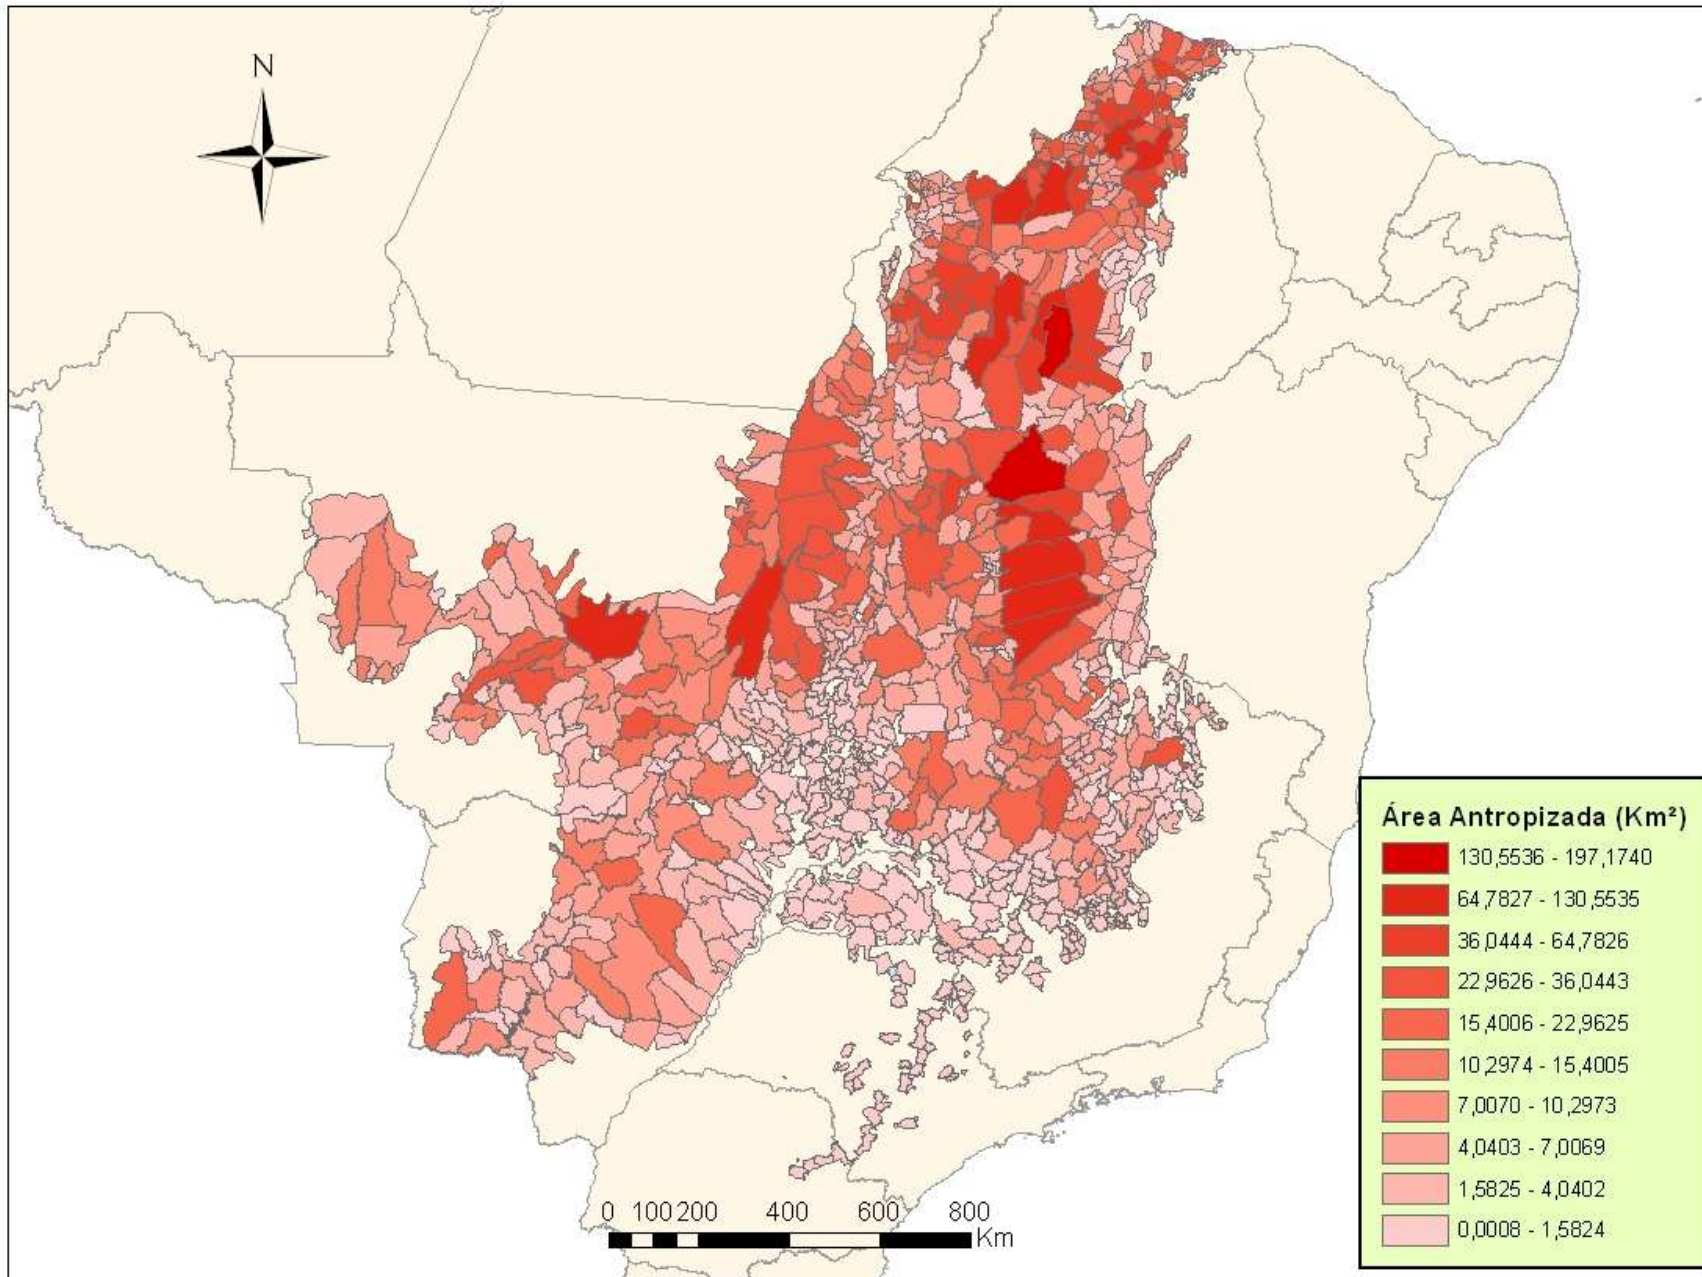 N
Área Antropizada (Km²)
130,5536 - 197,1740
64,7827 - 130,5535
36,0444 - 64,7826
22,9626 - 36,0443
15,4006 - 22,9625
10,2974 - 15,4005
7,0070 - 10,2973
4,0403 - 7,0069
1,5825 - 4,0402
0,0008 - 1,5824
0 100 200 400 600 800
Km